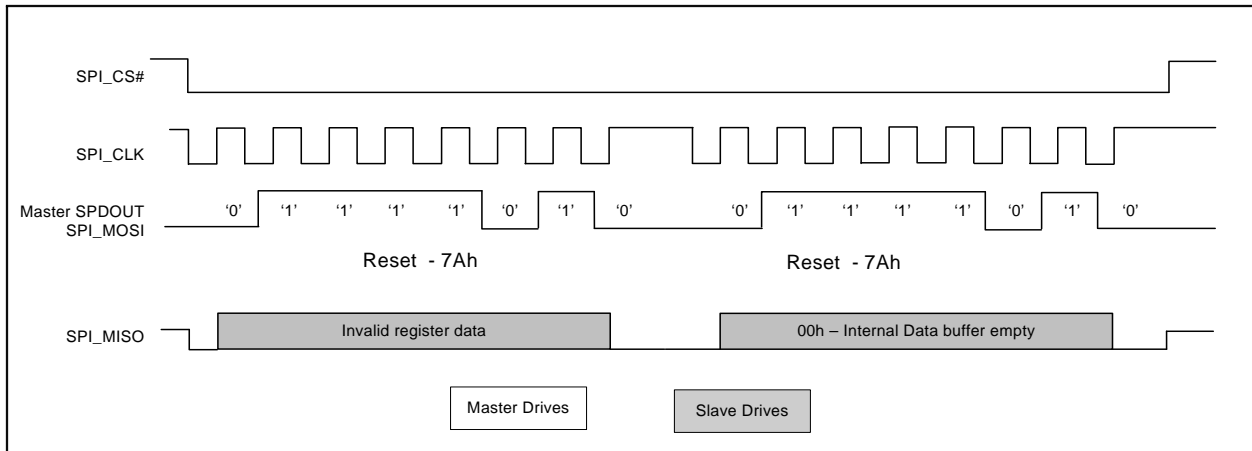 SPI_CS#
SPI_CLK
Master SPDOUT
SPI_MOSI
‘0’ ‘1’ ‘1’ ‘1’ ‘1’ ‘0’ ‘1’ ‘0’ ‘0’ ‘1’ ‘1’ ‘1’ ‘1’ ‘0’ ‘1’ ‘0’
Reset - 7Ah Reset - 7Ah
SPI_MISO
Invalid register data 00h – Internal Data buffer empty
Master Drives Slave Drives